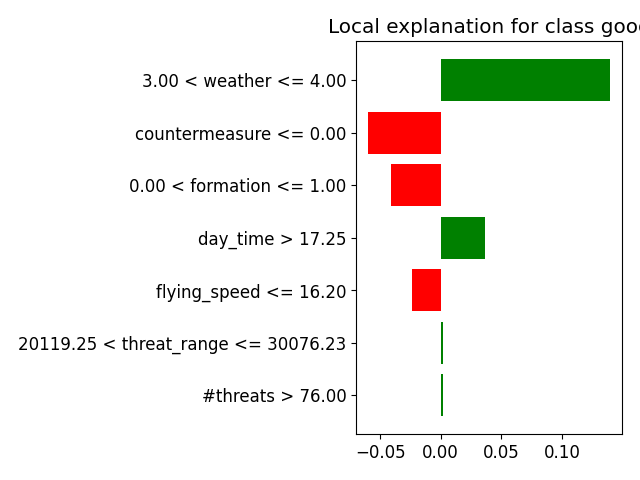 Local explanation for class good
3.00 < weather <= 4.00
countermeasure <= 0.00
0.00 < formation <= 1.00
day_time > 17.25
flying_speed <= 16.20
20119.25 < threat_range <= 30076.23
#threats > 76.00
−0.05 0.00 0.05 0.10